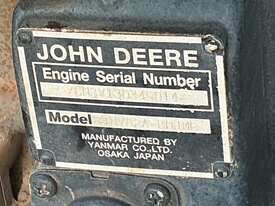 JOHN DEERE
Engine Serial Number
Model
MANUFACTURED BY
YANMAR CO.,LTD.
OSAKA JAPAN